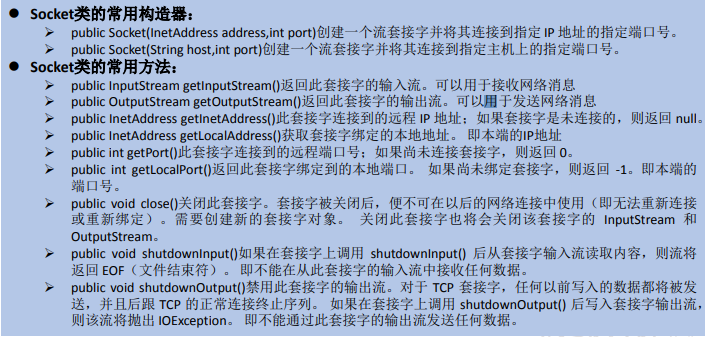 ● Socket类的常用构造器：
➢ public Socket(InetAddress address,int port)创建一个流套接字并将其连接到指定 IP 地址的指定端口号。
➢ public Socket(String host,int port)创建一个流套接字并将其连接到指定主机上的指定端口号。
● Socket类的常用方法：
➢ public InputStream getInputStream()返回此套接字的输入流。可以用于接收网络消息
➢ public OutputStream getOutputStream()返回此套接字的输出流。可以用于发送网络消息
➢ public InetAddress getInetAddress()此套接字连接到的远程 IP 地址；如果套接字是未连接的，则返回 null。
➢ public InetAddress getLocalAddress()获取套接字绑定的本地地址。 即本端的IP地址
➢ public int getPort()此套接字连接到的远程端口号；如果尚未连接套接字，则返回 0。
➢ public int getLocalPort()返回此套接字绑定到的本地端口。 如果尚未绑定套接字，则返回 -1。即本端的
端口号。
➢ public void close()关闭此套接字。套接字被关闭后，便不可在以后的网络连接中使用（即无法重新连接
或重新绑定）。需要创建新的套接字对象。 关闭此套接字也将会关闭该套接字的 InputStream 和
OutputStream。
➢ public void shutdownInput()如果在套接字上调用 shutdownInput() 后从套接字输入流读取内容，则流将
返回 EOF（文件结束符）。 即不能在从此套接字的输入流中接收任何数据。
➢ public void shutdownOutput()禁用此套接字的输出流。对于 TCP 套接字，任何以前写入的数据都将被发
送，并且后跟 TCP 的正常连接终止序列。 如果在套接字上调用 shutdownOutput() 后写入套接字输出流，
则该流将抛出 IOException。 即不能通过此套接字的输出流发送任何数据。